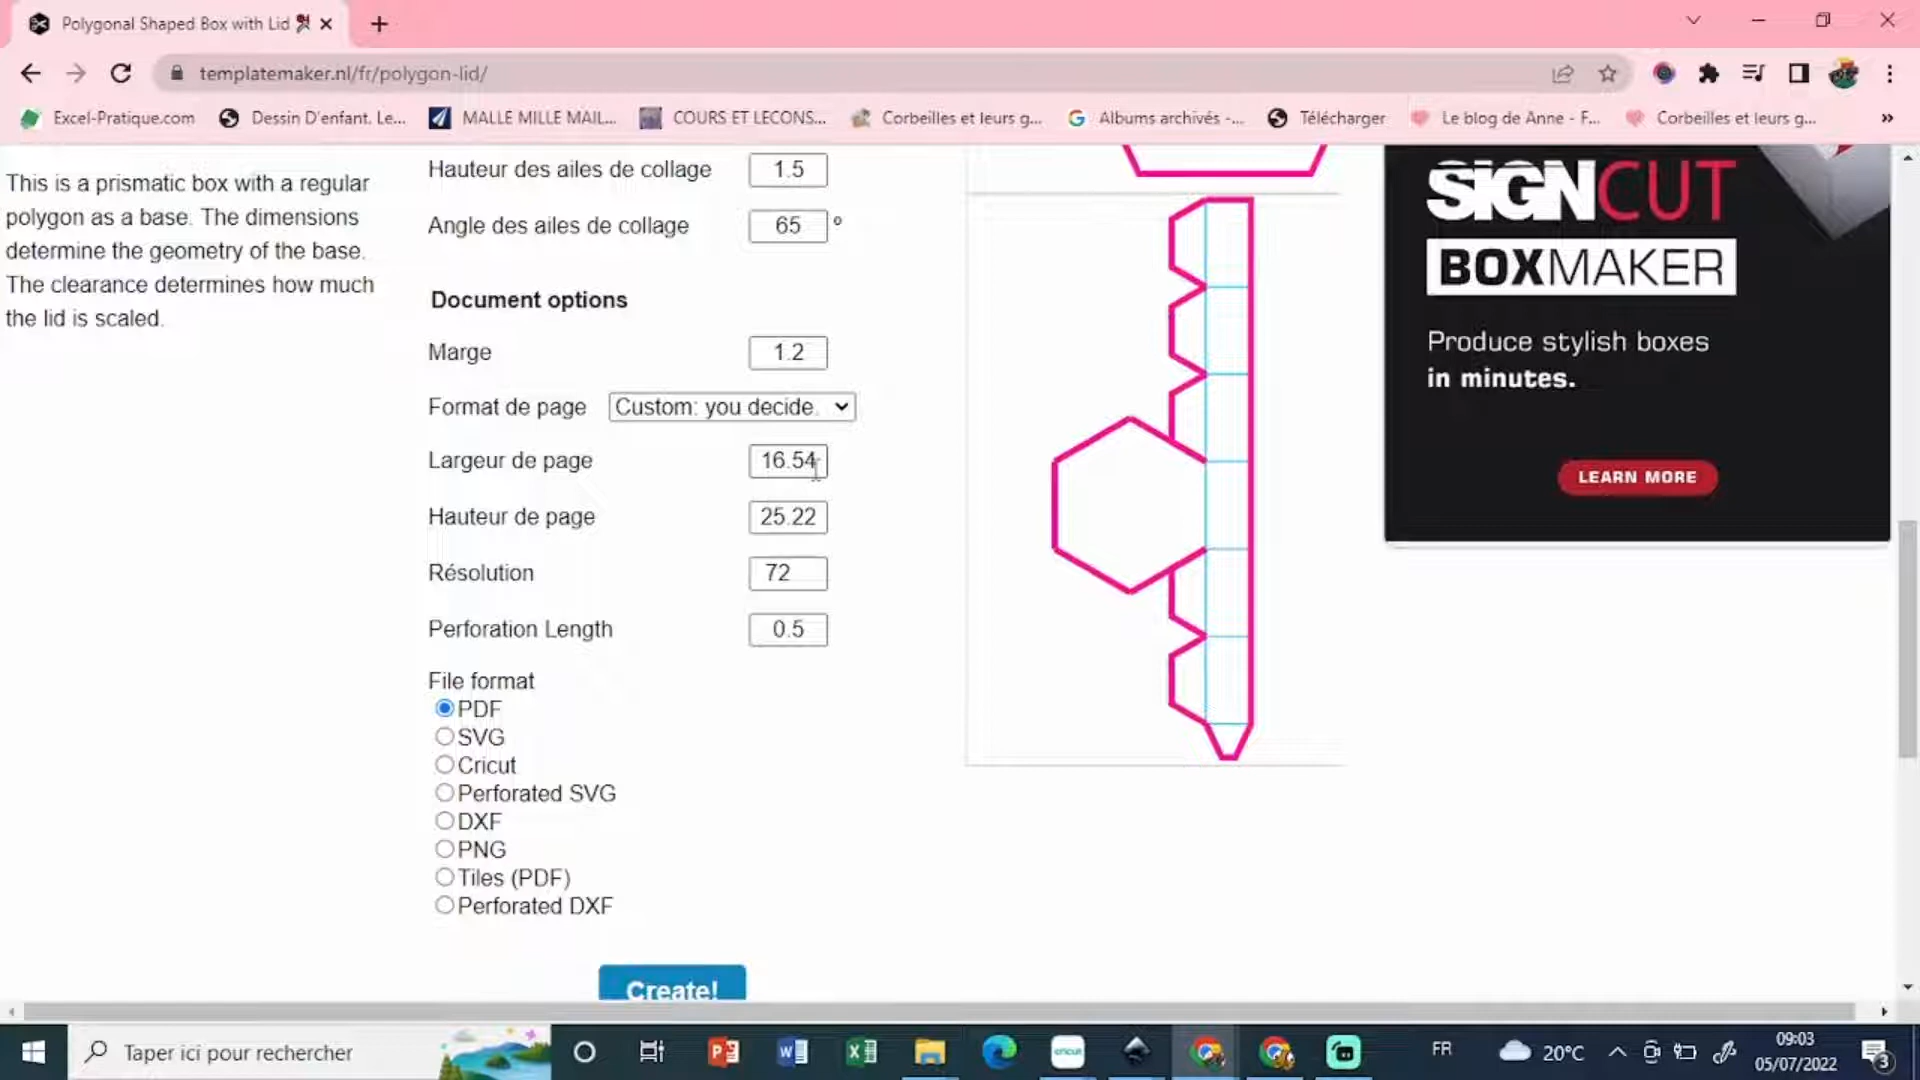 Polygonal Shaped Box with Lid
templatemaker.nl/fr/polygon-lid/
Excel-Pratique.com
Dessin D'enfant. Le...
MALLE MILLE MAIL...
COURS ET LECONS...
Corbeilles et leurs g...
Albums archivés -...
Télécharger
Le blog de Anne - F...
Corbeilles et leurs g...
»
This is a prismatic box with a regular
polygon as a base. The dimensions
determine the geometry of the base.
The clearance determines how much
the lid is scaled.
Hauteur des ailes de collage 1.5
Angle des ailes de collage 65 º
Document options
Marge 1.2
Format de page Custom: you decide.
Largeur de page 16.54
Hauteur de page 25.22
Résolution 72
Perforation Length 0.5
File format
PDF
SVG
Cricut
Perforated SVG
DXF
PNG
Tiles (PDF)
Perforated DXF
Create!
SIGNCUT
BOXMAKER
Produce stylish boxes
in minutes.
LEARN MORE
Taper ici pour rechercher
cricut
FR
20°C
09:03
05/07/2022
3